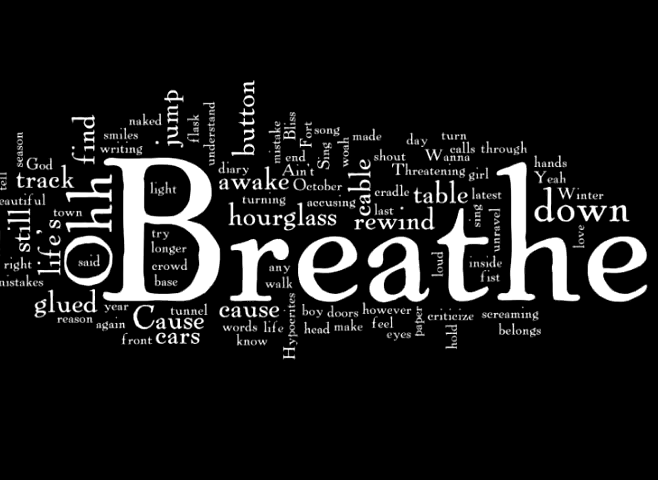 Breathe
Ohh
button
jump
find
naked
smiles
writing
flask
understand
season
God
tell
track
eautiful
town
still
life's
right
said
mistakes
glued
reason
year
again
light
try
longer
crowd
base
tunnel
Cause
front
cars
diary
awake
turning
hourglass
mistake
Bliss
Fort
song
end
Ain't
Sing
October
accusing
woah
made
cable
shout
cradle
last
rewind
day
turn
Wanna
calls
through
Threatening
girl
table
latest
sing
unravel
hands
Yeah
Winter
down
love
any
walk
cause
words
life
know
Hypocrites
boy
doors
head
make
however
feel
eyes
paper
loud
inside
fist
criticize
hold
screaming
belongs